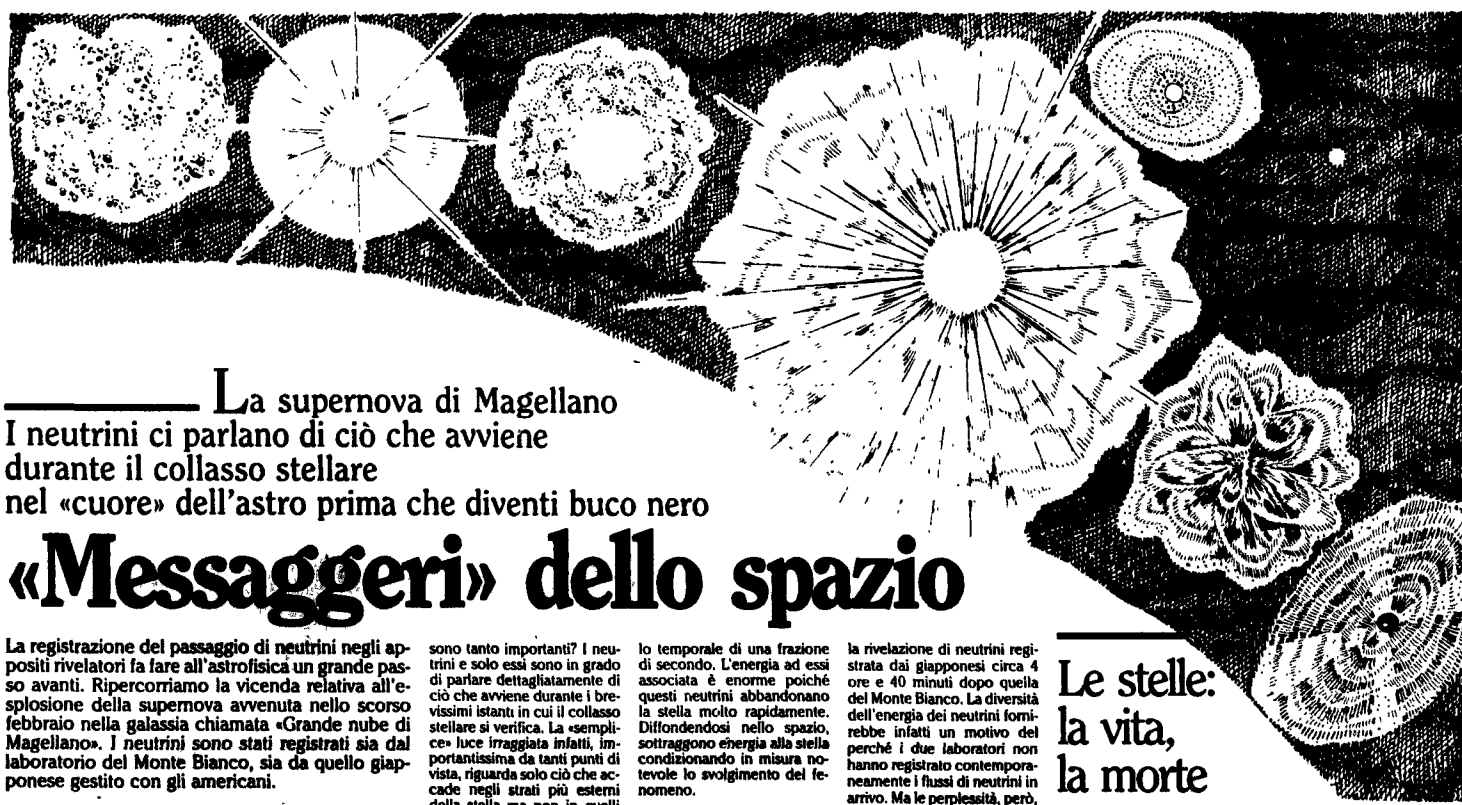 La supernova di Magellano
I neutrini ci parlano di ciò che avviene
durante il collasso stellare
nel «cuore» dell'astro prima che diventi buco nero
«Messaggeri» dello spazio
La registrazione del passaggio di neutrini negli ap-
positi rivelatori fa fare all'astrofisica un grande pas-
so avanti. Ripercorriamo la vicenda relativa all'e-
splosione della supernova avvenuta nello scorso
febbraio nella galassia chiamata «Grande nube di
Magellano». I neutrini sono stati registrati sia dal
laboratorio del Monte Bianco, sia da quello giap-
ponese gestito con gli americani.
sono tanto importanti? I neu-
trini e solo essi sono in grado
di parlare dettagliatamente di
ciò che avviene durante i bre-
vissimi istanti in cui il collasso
stellare si verifica. La «sempli-
ce» luce irraggiata infatti, im-
portantissima da tanti punti di
vista, riguarda solo ciò che ac-
cade negli strati più esterni
della stella ma non in quelli
lo temporale di una frazione
di secondo. L'energia ad essi
associata è enorme poiché
questi neutrini abbandonano
la stella molto rapidamente.
Diffondendosi nello spazio,
sottraggono energia alla stella
condizionando in misura no-
tevole lo svolgimento del fe-
nomeno.
la rivelazione di neutrini regi-
strata dai giapponesi circa 4
ore e 40 minuti dopo quella
del Monte Bianco. La diversità
dell'energia dei neutrini forni-
rebbe infatti un motivo del
perché i due laboratori non
hanno registrato contempora-
neamente i flussi di neutrini in
arrivo. Ma le perplessità, però,
Le stelle:
la vita,
la morte